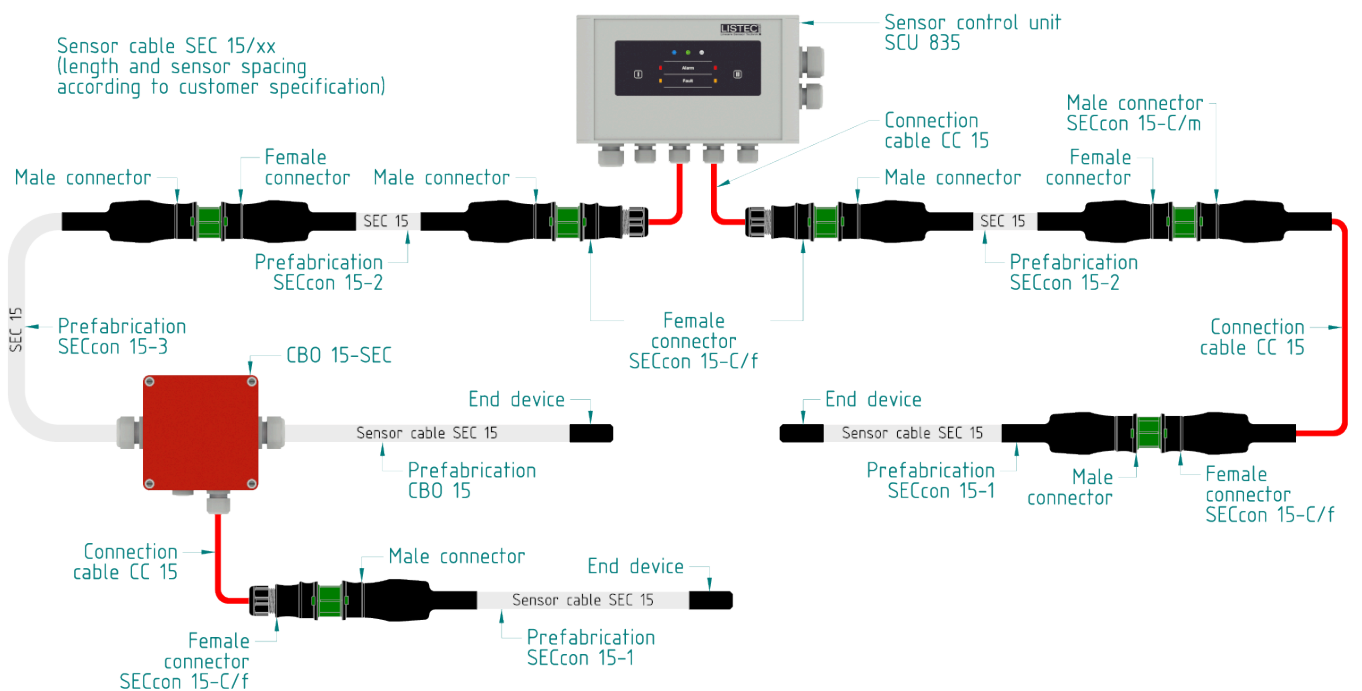 Sensor cable SEC 15/xx
(length and sensor spacing
according to customer specification)
LISTEC
Alarm
Fault
Sensor control unit
SCU 835
Connection
cable CC 15
Male connector
SECcon 15-C/m
Male connector
Female
connector
Male connector
Male connector
Female
connector
SEC 15
SEC 15
Prefabrication
SECcon 15-2
Prefabrication
SECcon 15-2
SEC 15
Prefabrication
SECcon 15-3
Female
connector
SECcon 15-C/f
Connection
cable CC 15
CBO 15-SEC
End device
End device
Sensor cable SEC 15
Sensor cable SEC 15
Prefabrication
CBO 15
Prefabrication
SECcon 15-1
Male
connector
Female
connector
SECcon 15-C/f
Connection
cable CC 15
Male connector
End device
Sensor cable SEC 15
Female
connector
SECcon 15-C/f
Prefabrication
SECcon 15-1